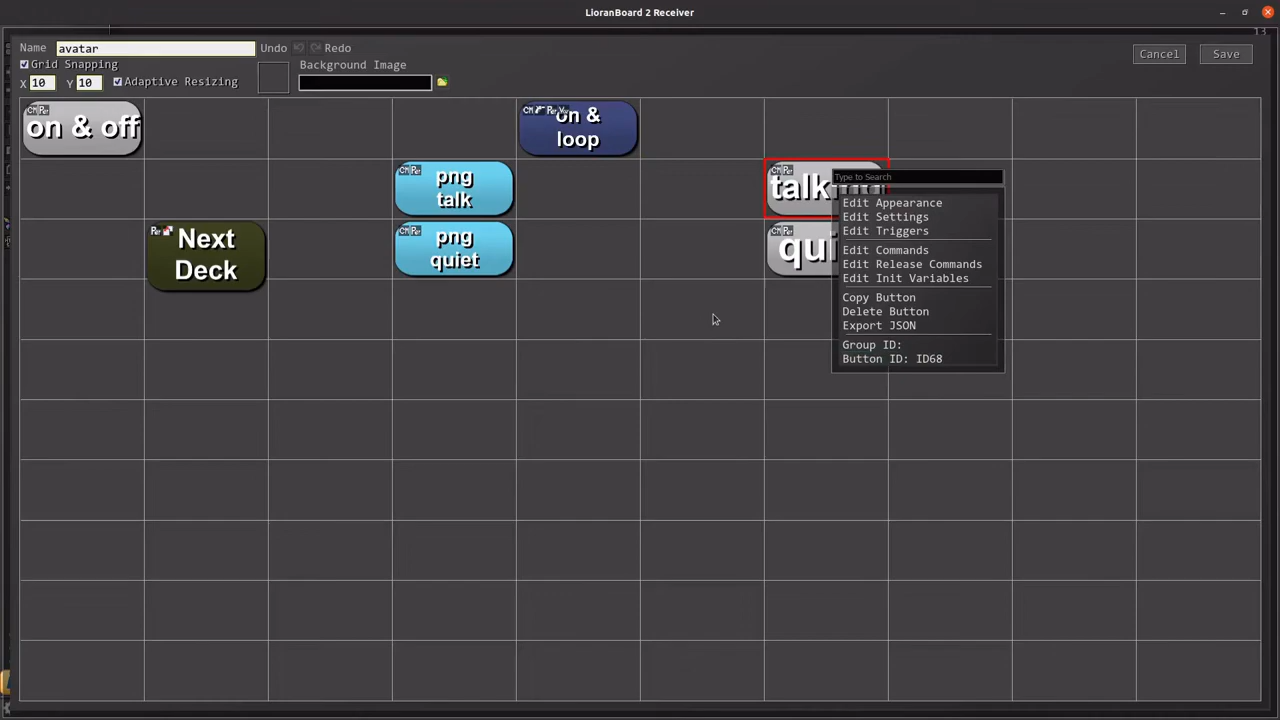 LioranBoard 2 Receiver
13
Name avatar Undo Redo
Grid Snapping Background Image Cancel Save
X 10 Y 10 Adaptive Resizing
on & off
on &
loop
png
talk
Type to Search
Edit Appearance
Edit Settings
Edit Triggers
Next
Deck
png
quiet
Edit Commands
Edit Release Commands
Edit Init Variables
Copy Button
Delete Button
Export JSON
Group ID:
Button ID: ID68